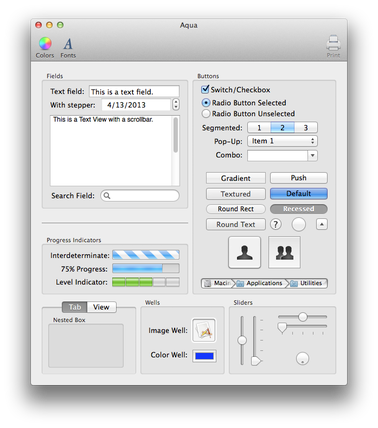 Aqua
Colors Fonts
Print
Fields
Text field: This is a text field.
With stepper: 4/13/2013
This is a Text View with a scrollbar.
Search Field:
Progress Indicators
Interdeterminate:
75% Progress:
Level Indicator:
Buttons
Switch/Checkbox
Radio Button Selected
Radio Button Unselected
Segmented: 1 2 3
Pop-Up: Item 1
Combo:
Gradient Push
Textured Default
Round Rect Recessed
Round Text ?
Macin Applications Utilities
Tab View
Nested Box
Wells
Image Well:
Color Well:
Sliders